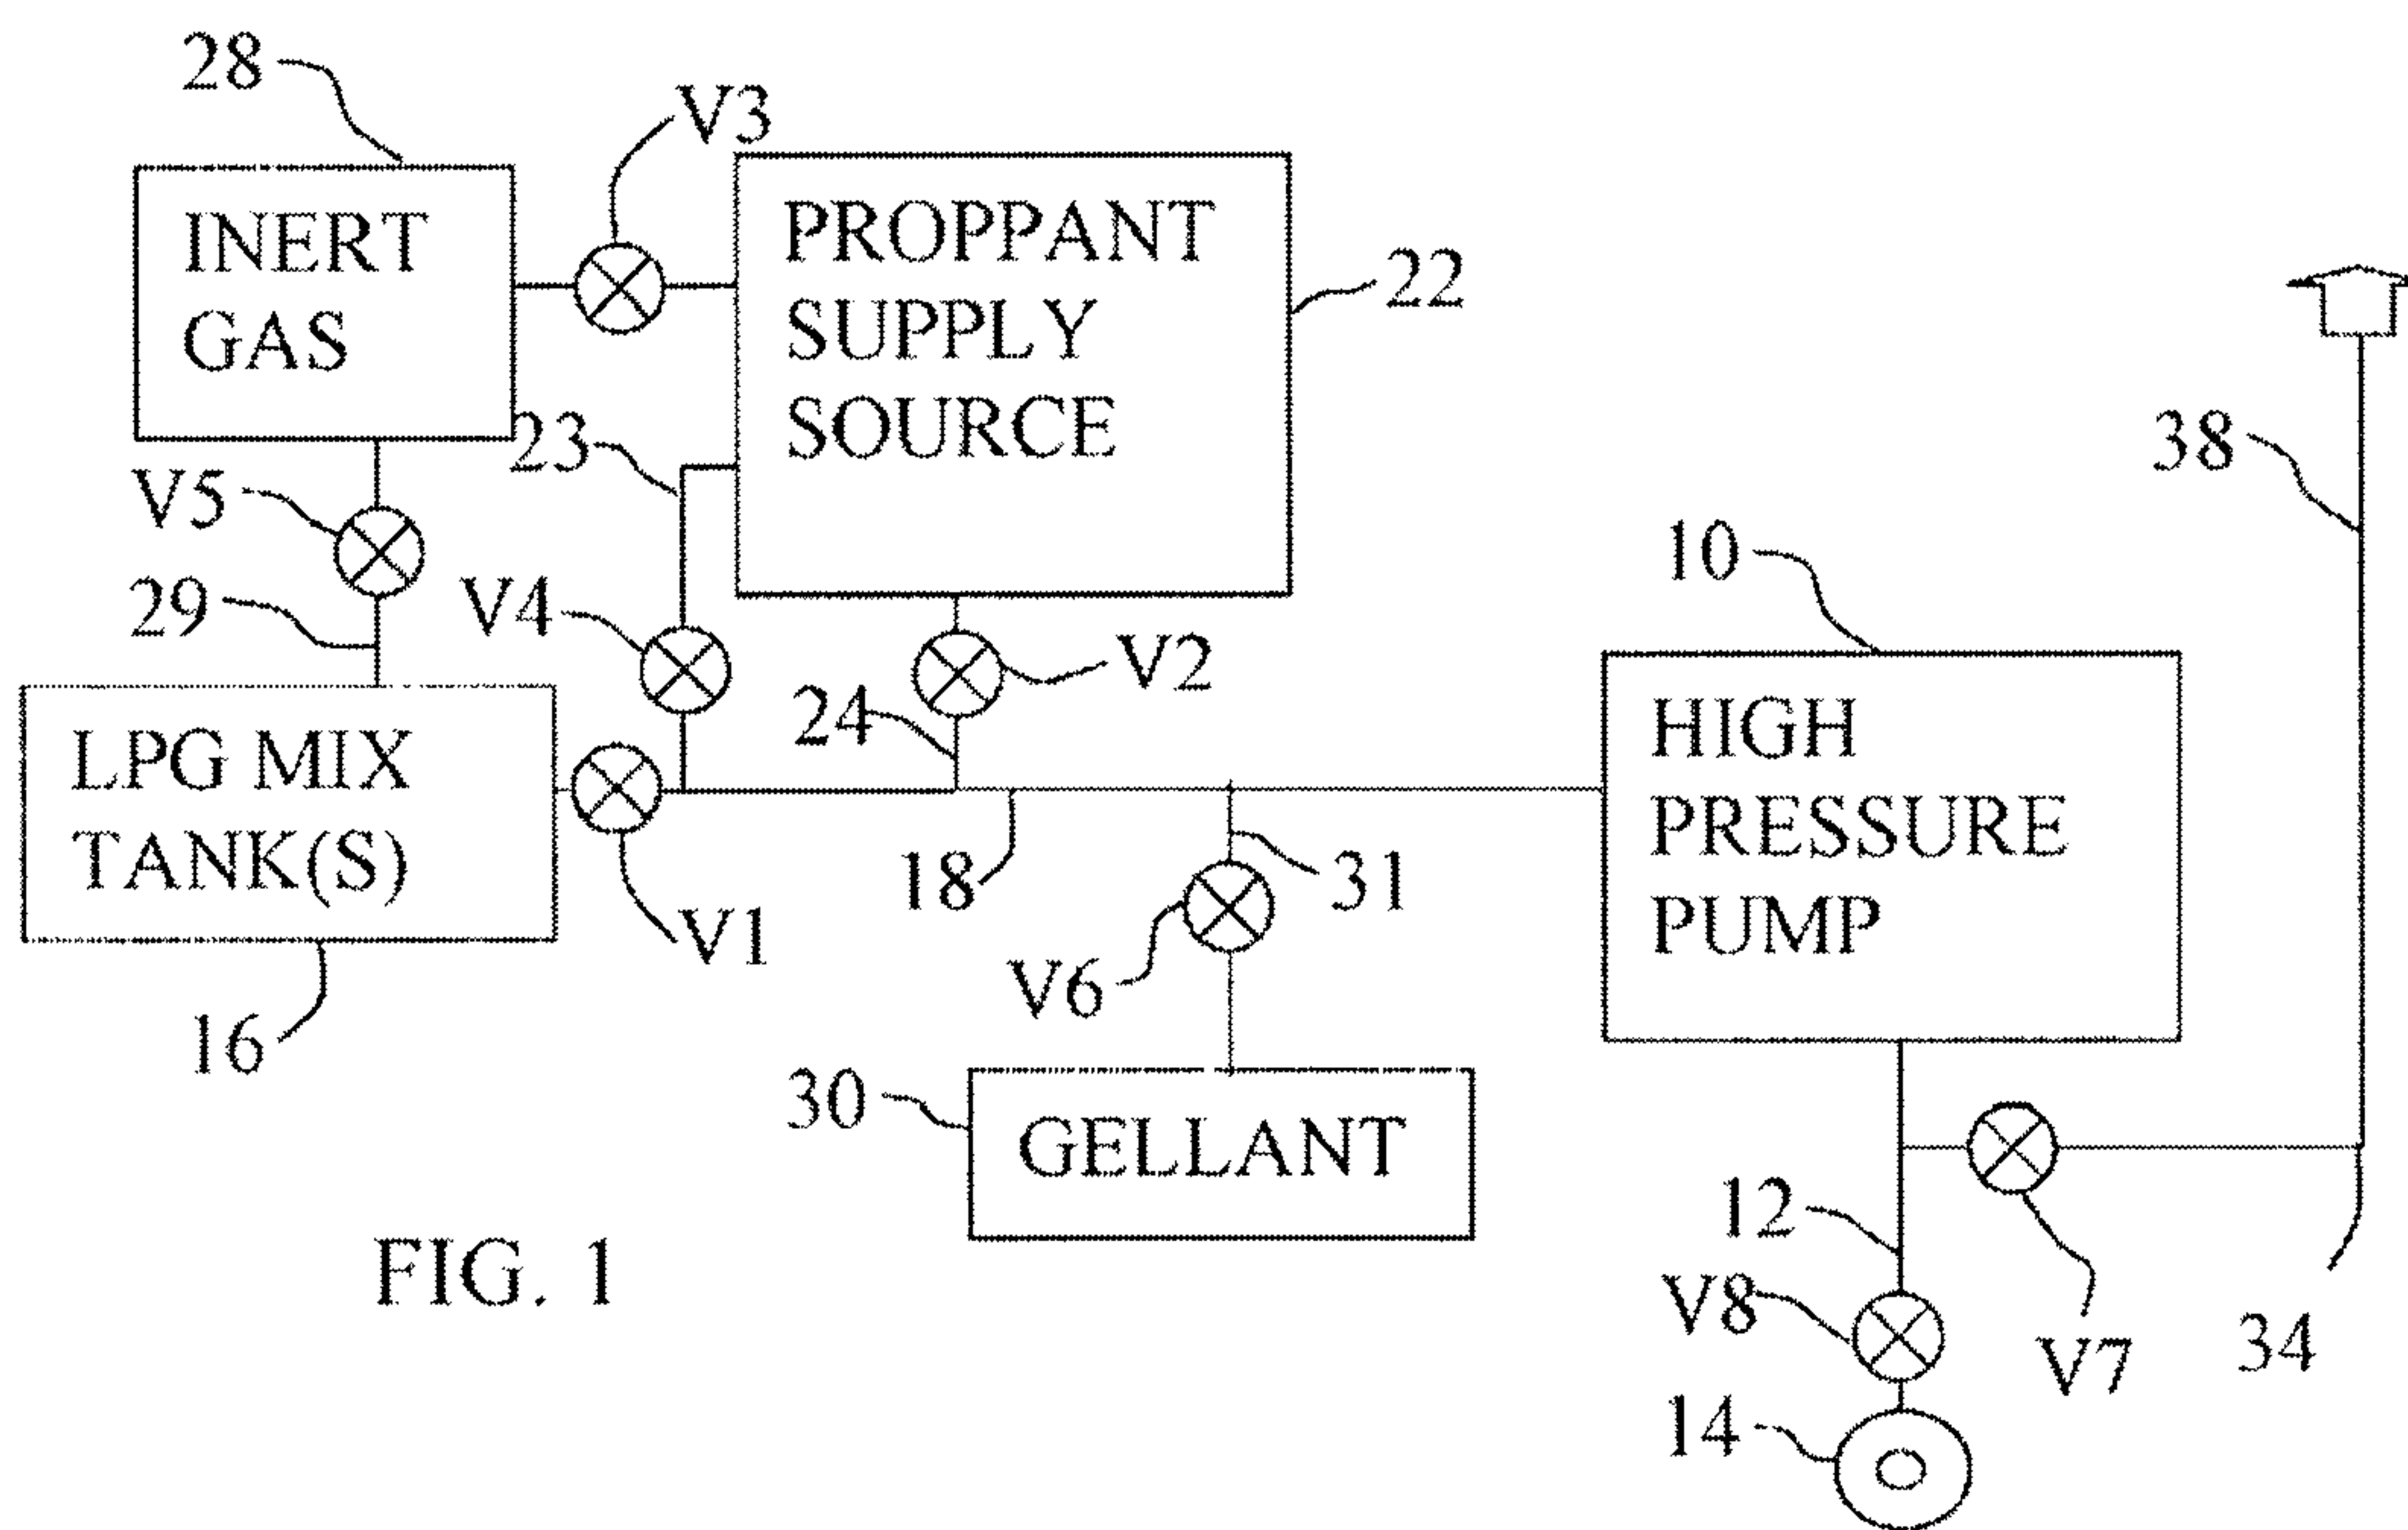 28
V3
INERT
GAS
PROPPANT
SUPPLY
SOURCE
22
23
38
V5
29
V4
V2
10
24
LPG MIX
TANK(S)
HIGH
PRESSURE
PUMP
18
31
V1
V6
16
30
GELLANT
12
V8
V7
34
FIG. 1
14